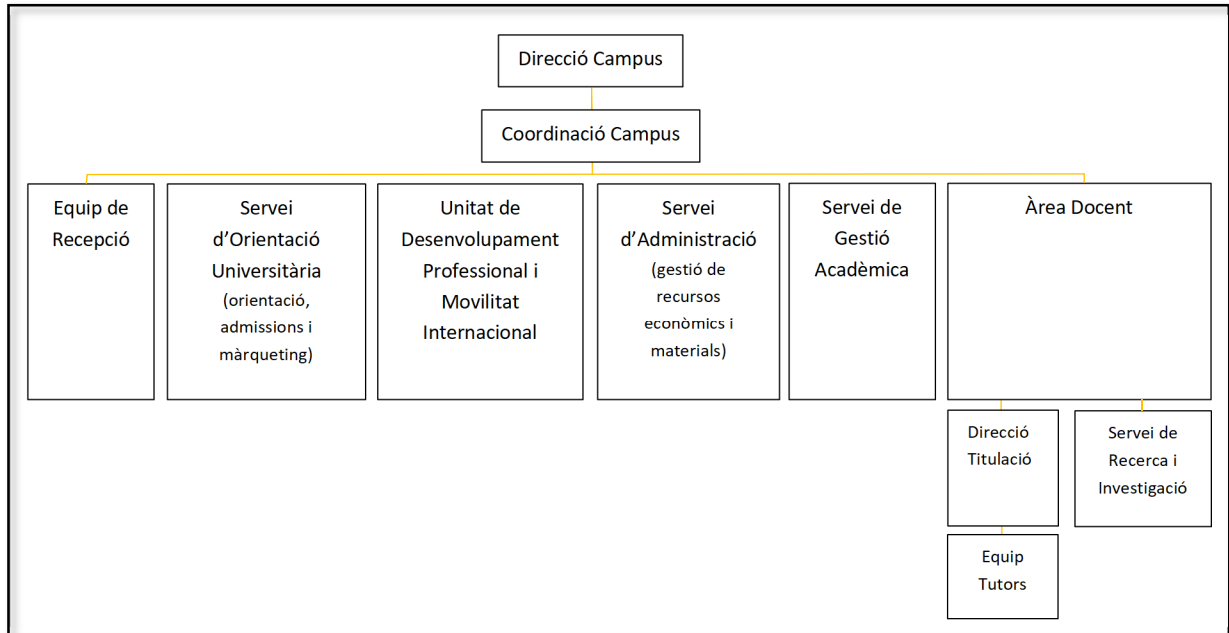 Direcció Campus
Coordinació Campus
Equip de
Recepció
Servei
d’Orientació
Universitària
(orientació,
admissions i
màrqueting)
Unitat de
Desenvolupament
Professional i
Movilitat
Internacional
Servei
d’Administració
(gestió de
recursos
econòmics i
materials)
Servei de
Gestió
Acadèmica
Àrea Docent
Direcció
Titulació
Servei de
Recerca i
Investigació
Equip
Tutors